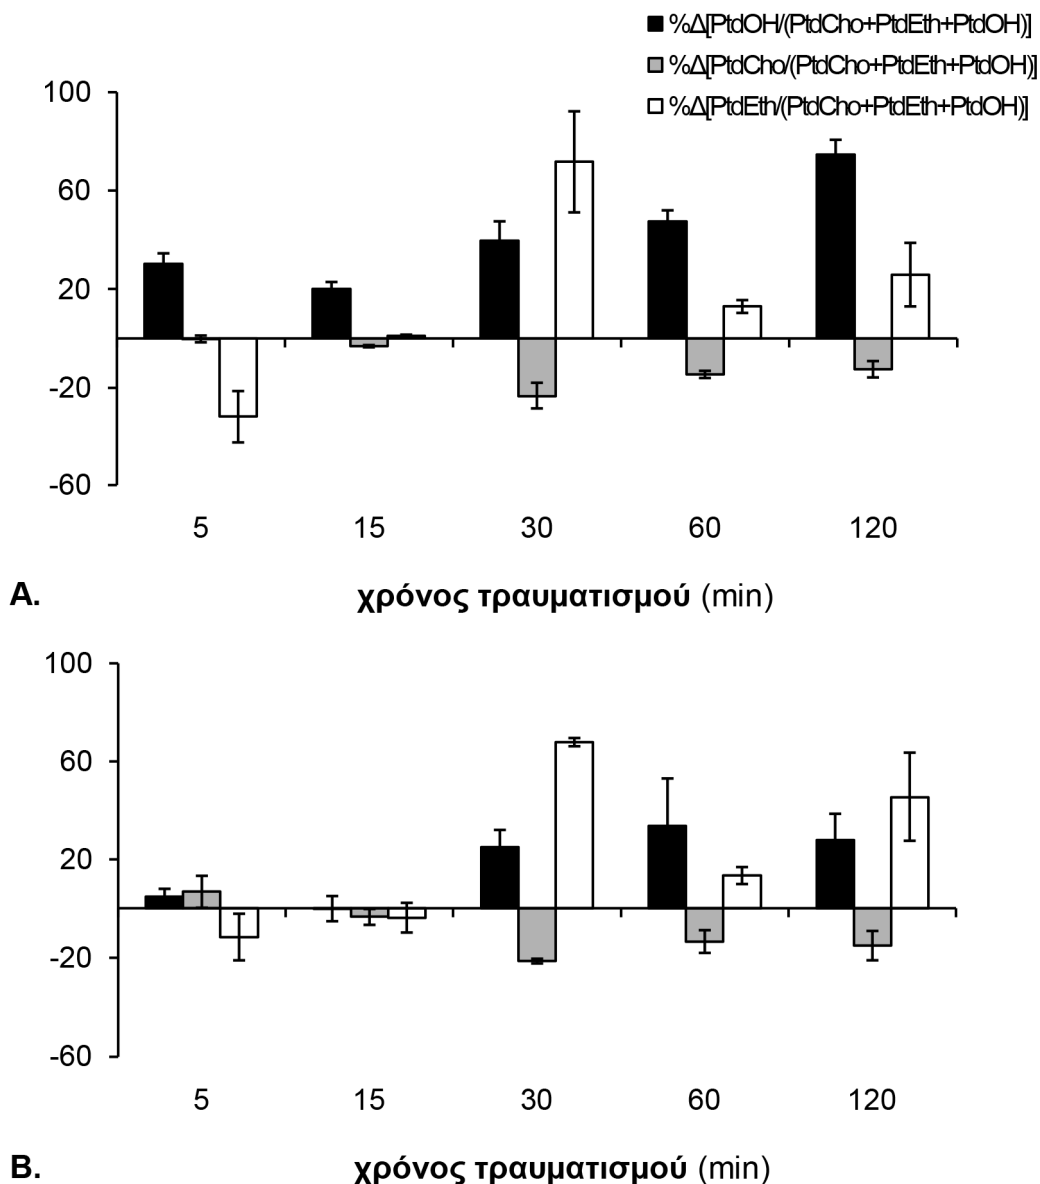 %Δ[PtdOH/(PtdCho+PtdEth+PtdOH)]
%Δ[PtdCho/(PtdCho+PtdEth+PtdOH)]
%Δ[PtdEth/(PtdCho+PtdEth+PtdOH)]
100
60
20
-20
-60
5 15 30 60 120
A. χρόνος τραυματισμού (min)
100
60
20
-20
-60
5 15 30 60 120
B. χρόνος τραυματισμού (min)